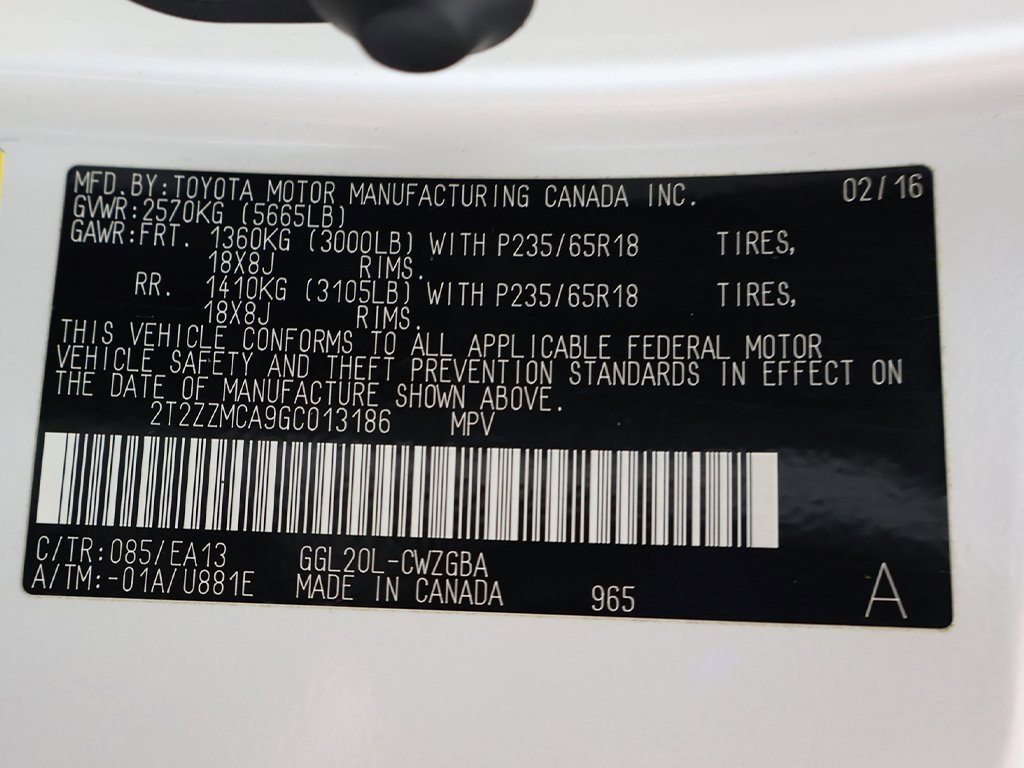 MFD.BY:TOYOTA MOTOR MANUFACTURING CANADA INC. 02/16
GVWR:2570KG (5665LB)
GAWR:FRT. 1360KG (3000LB) WITH P235/65R18 TIRES,
18X8J RIMS.
RR. 1410KG (3105LB) WITH P235/65R18 TIRES,
18X8J RIMS.
THIS VEHICLE CONFORMS TO ALL APPLICABLE FEDERAL MOTOR
VEHICLE SAFETY AND THEFT PREVENTION STANDARDS IN EFFECT ON
THE DATE OF MANUFACTURE SHOWN ABOVE.
2T2ZZMCA9GC013186 MPV
C/TR:085/EA13 GGL20L-CWZGBA
A/TM:-01A/U881E MADE IN CANADA 965 A